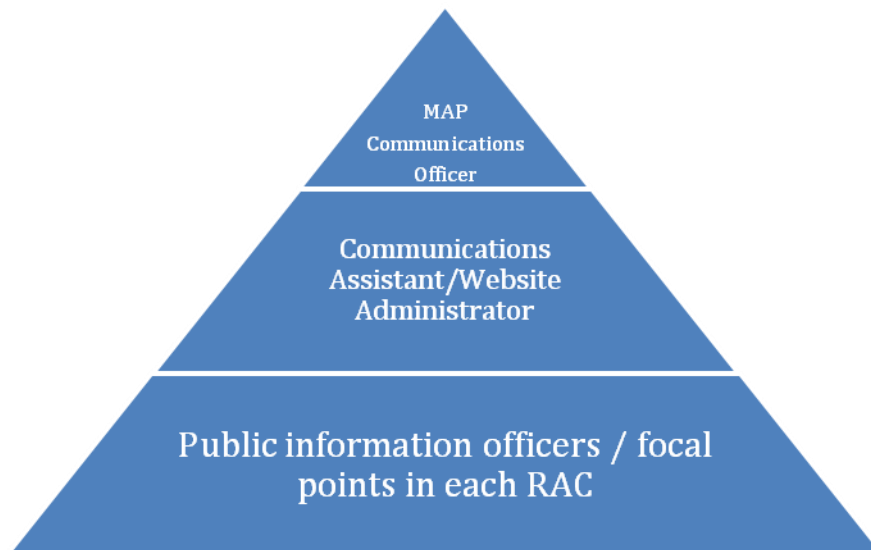 MAP
Communications
Officer
Communications
Assistant/Website
Administrator
Public information officers / focal
points in each RAC